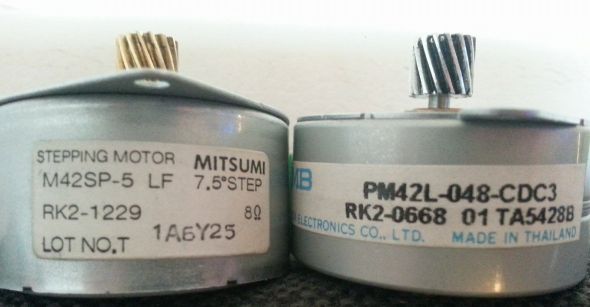 STEPPING MOTOR MITSUMI
M42SP-5 LF 7.5°STEP
RK2-1229 8Ω
LOT NO.T 1A6Y25
MB
PM42L-048-CDC3
RK2-0668 01 TA5428B
ELECTRONICS CO., LTD. MADE IN THAILAND